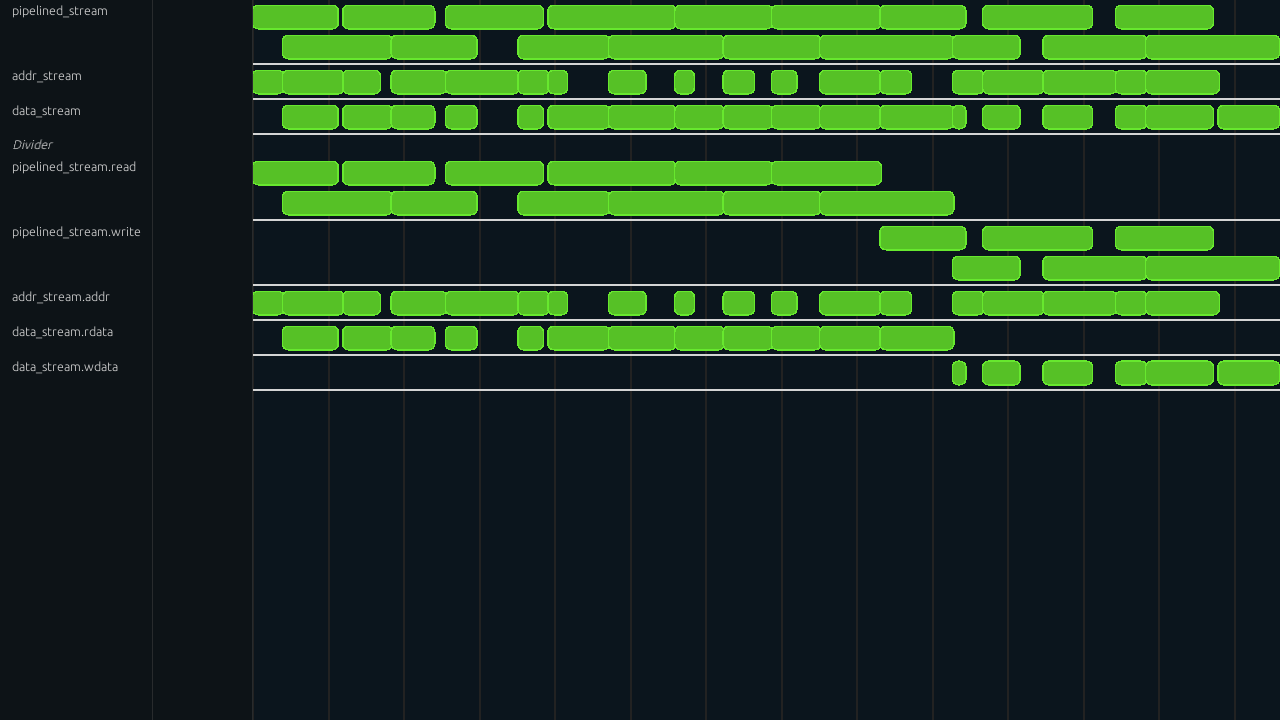 pipelined_stream
addr_stream
data_stream
Divider
pipelined_stream.read
pipelined_stream.write
addr_stream.addr
data_stream.rdata
data_stream.wdata